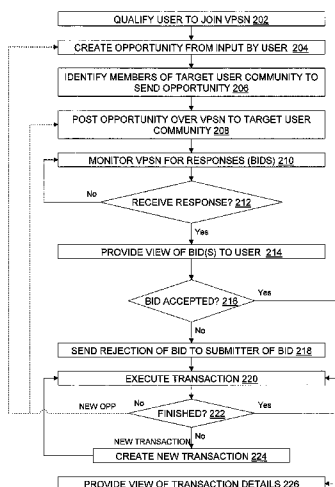 QUALIFY USER TO JOIN VPSN 202
CREATE OPPORTUNITY FROM INPUT BY USER 204
IDENTIFY MEMBERS OF TARGET USER COMMUNITY TO
SEND OPPORTUNITY 206
POST OPPORTUNITY OVER VPSN TO TARGET USER
COMMUNITY 208
MONITOR VPSN FOR RESPONSES (BIDS) 210
No
RECEIVE RESPONSE? 212
Yes
PROVIDE VIEW OF BID(S) TO USER 214
Yes
BID ACCEPTED? 216
No
SEND REJECTION OF BID TO SUBMITTER OF BID 218
EXECUTE TRANSACTION 220
NEW OPP
No
Yes
FINISHED? 222
No
NEW TRANSACTION
CREATE NEW TRANSACTION 224
PROVIDE VIEW OF TRANSACTION DETAILS 226